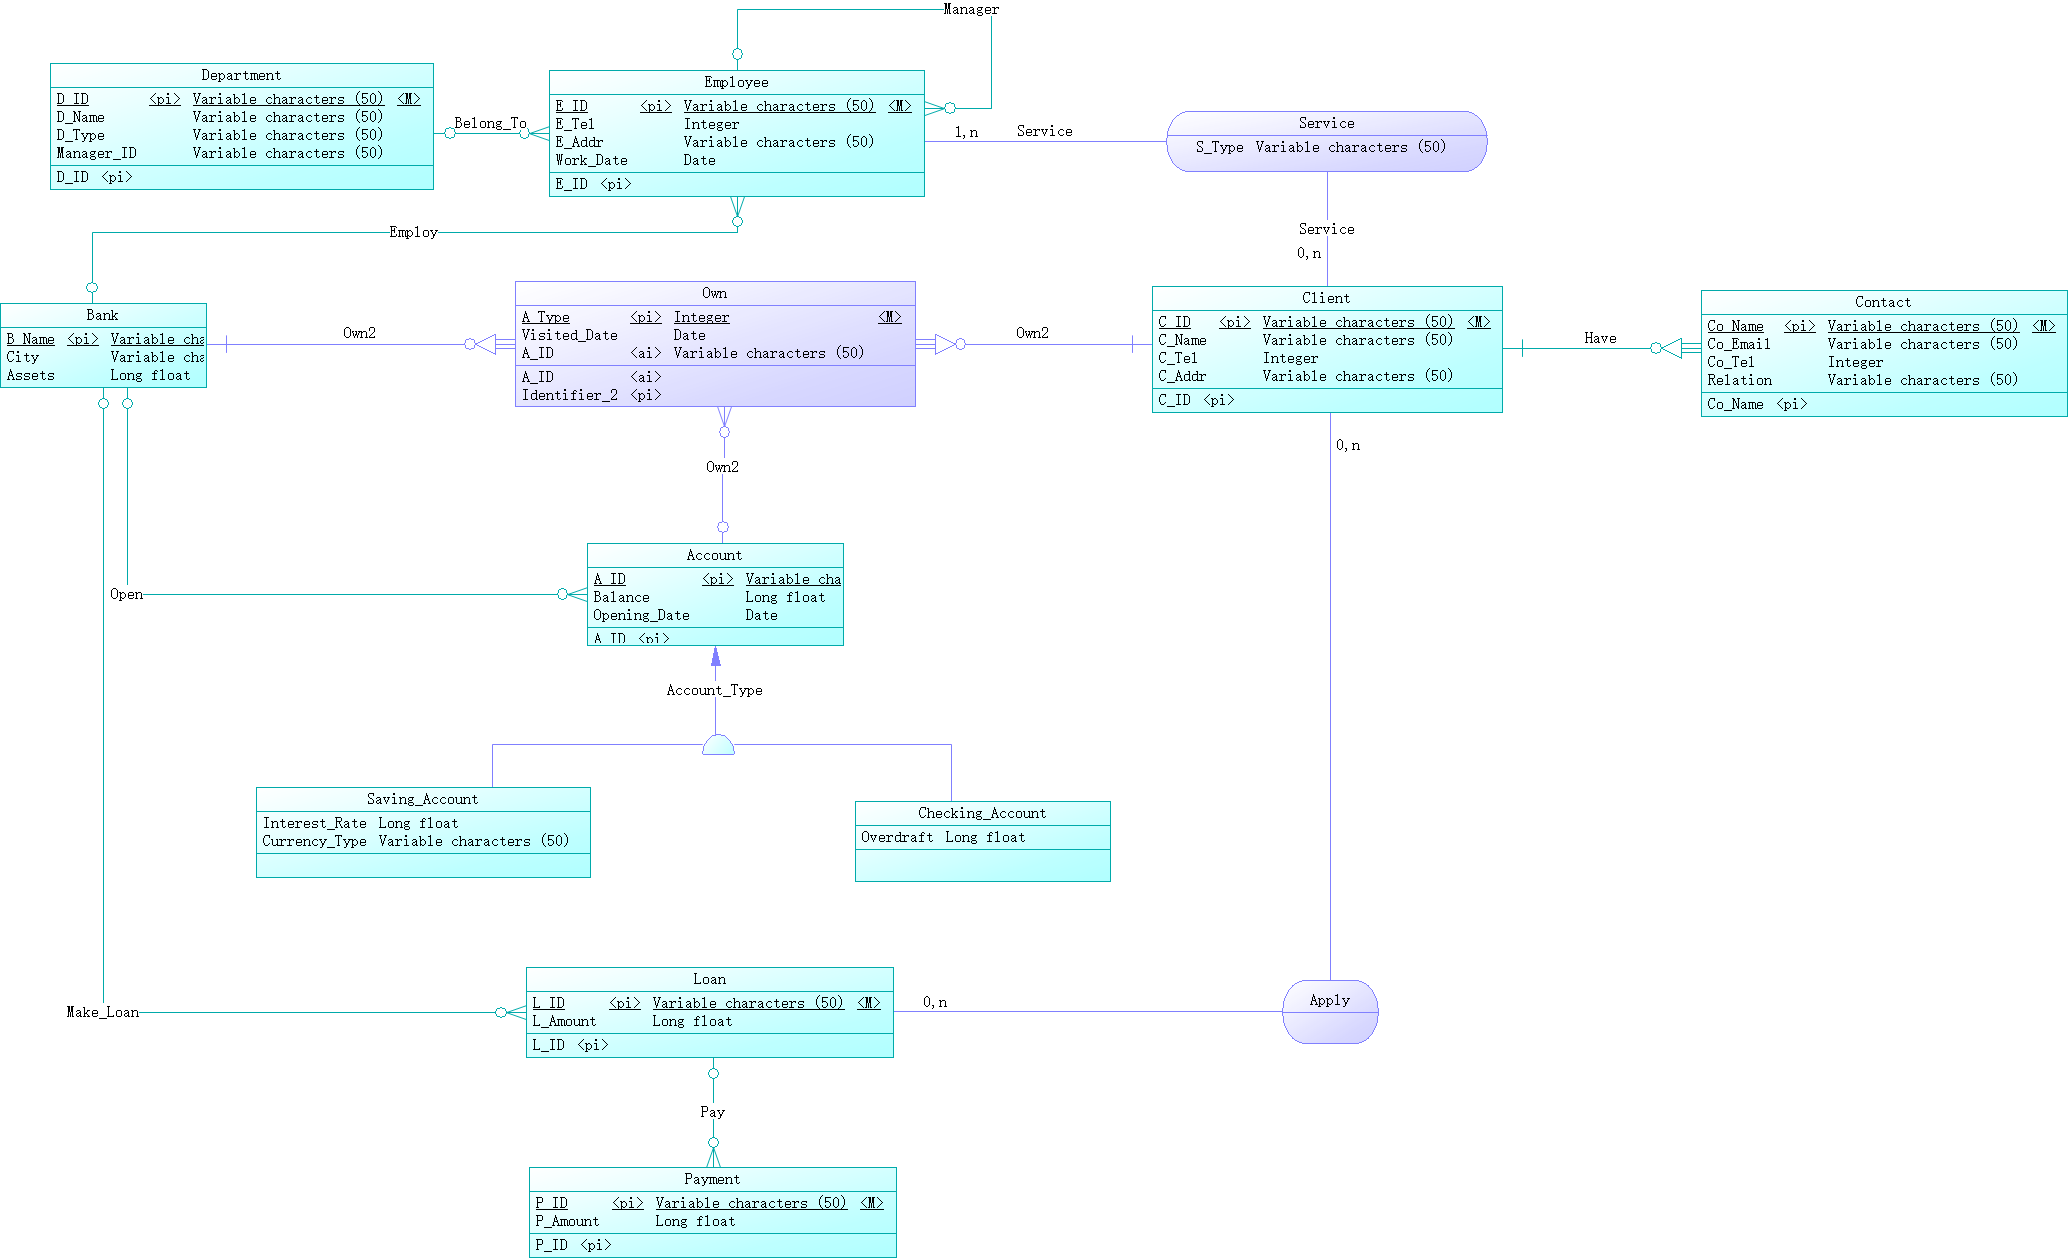 Manager
Department
D_ID <pi> Variable characters (50) <M>
D_Name Variable characters (50)
D_Type Variable characters (50)
Manager_ID Variable characters (50)
D_ID <pi>
Belong_To
Employee
E_ID <pi> Variable characters (50) <M>
E_Tel Integer
E_Addr Variable characters (50)
Work_Date Date
E_ID <pi>
1,n
Service
Service
S_Type Variable characters (50)
Service
0,n
Employ
Bank
B_Name <pi> Variable cha
City Variable cha
Assets Long float
Own2
Own
A_Type <pi> Integer <M>
Visited_Date Date
A_ID <ai> Variable characters (50)
A_ID <ai>
Identifier_2 <pi>
Own2
Client
C_ID <pi> Variable characters (50) <M>
C_Name Variable characters (50)
C_Tel Integer
C_Addr Variable characters (50)
C_ID <pi>
Have
Contact
Co_Name <pi> Variable characters (50) <M>
Co_Email Variable characters (50)
Co_Tel Integer
Relation Variable characters (50)
Co_Name <pi>
0,n
Own2
Open
Account
A_ID <pi> Variable cha
Balance Long float
Opening_Date Date
A_ID <pi>
Account_Type
Saving_Account
Interest_Rate Long float
Currency_Type Variable characters (50)
Checking_Account
Overdraft Long float
Make_Loan
Loan
L_ID <pi> Variable characters (50) <M>
L_Amount Long float
L_ID <pi>
0,n
Apply
Pay
Payment
P_ID <pi> Variable characters (50) <M>
P_Amount Long float
P_ID <pi>